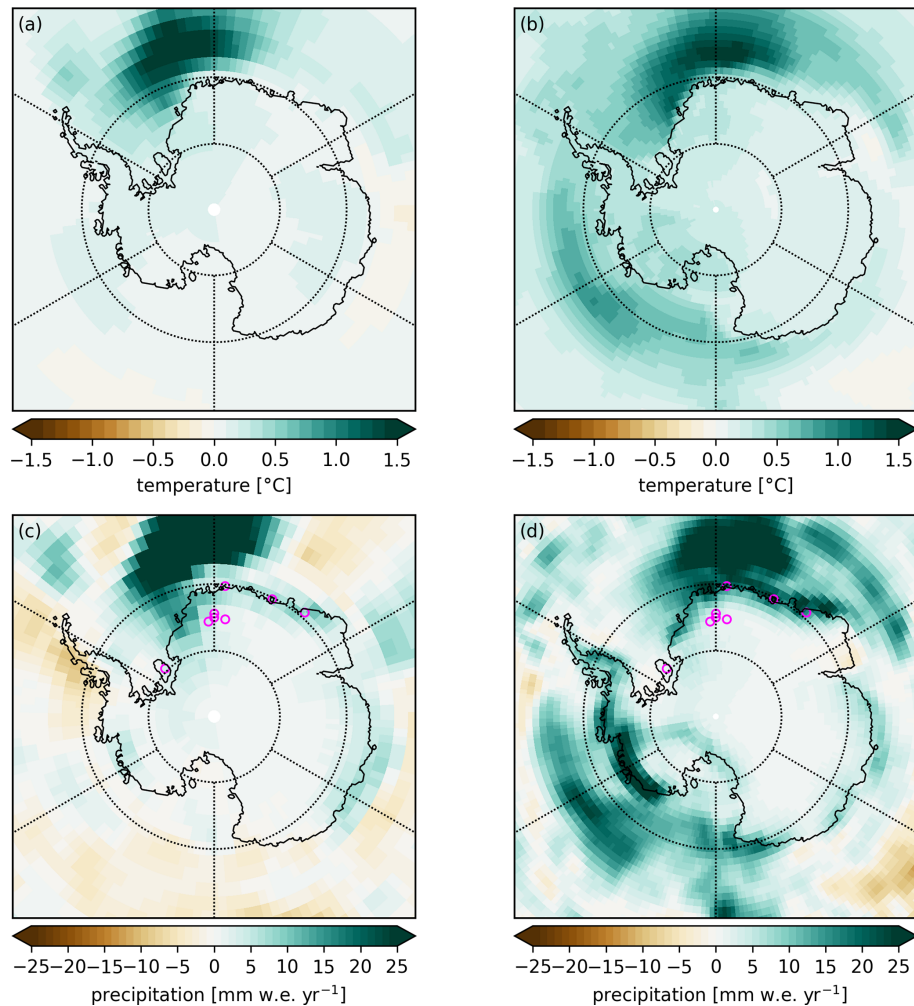 (a) (b)
−1.5 −1.0 −0.5 0.0 0.5 1.0 1.5 −1.5 −1.0 −0.5 0.0 0.5 1.0 1.5
temperature [°C] temperature [°C]
(c) (d)
−25 −20 −15 −10 −5 0 5 10 15 20 25 −25 −20 −15 −10 −5 0 5 10 15 20 25
precipitation [mm w.e. yr⁻¹] precipitation [mm w.e. yr⁻¹]